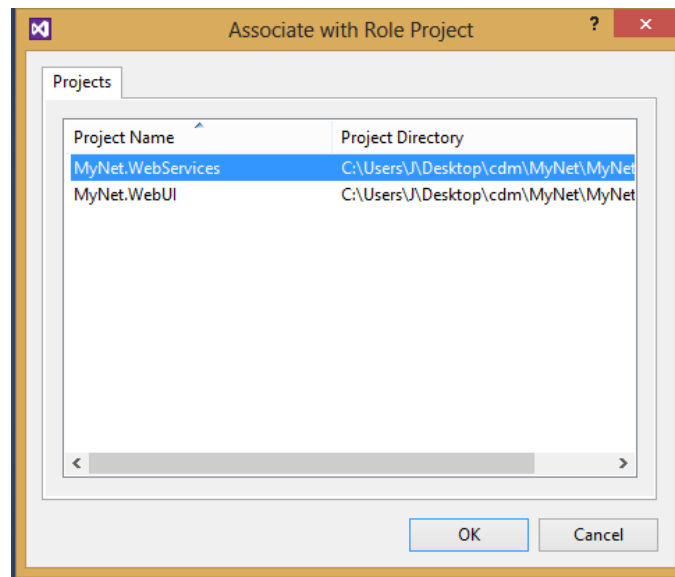 Associate with Role Project
Projects
Project Name Project Directory
MyNet.WebServices C:\Users\J\Desktop\cdm\MyNet\MyNet
MyNet.WebUI C:\Users\J\Desktop\cdm\MyNet\MyNet
OK Cancel